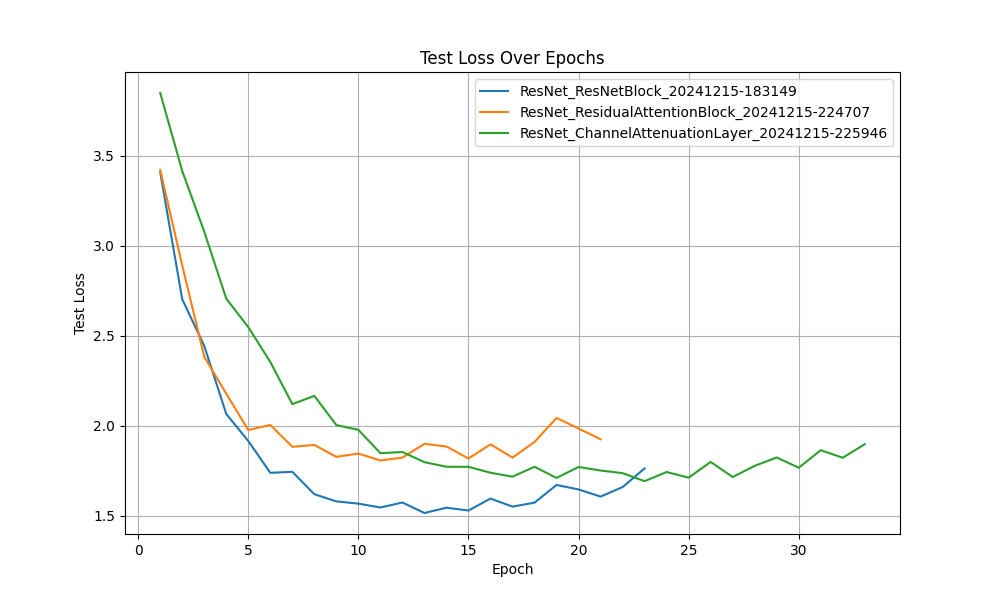 Test Loss Over Epochs
ResNet_ResNetBlock_20241215-183149
ResNet_ResidualAttentionBlock_20241215-224707
ResNet_ChannelAttenuationLayer_20241215-225946
3.5
3.0
2.5
2.0
1.5
Test Loss
0 5 10 15 20 25 30
Epoch